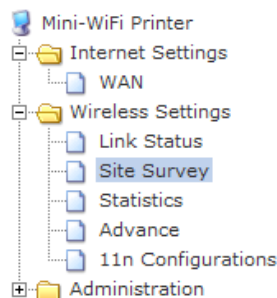 Mini-WiFi Printer
Internet Settings
WAN
Wireless Settings
Link Status
Site Survey
Statistics
Advance
11n Configurations
Administration